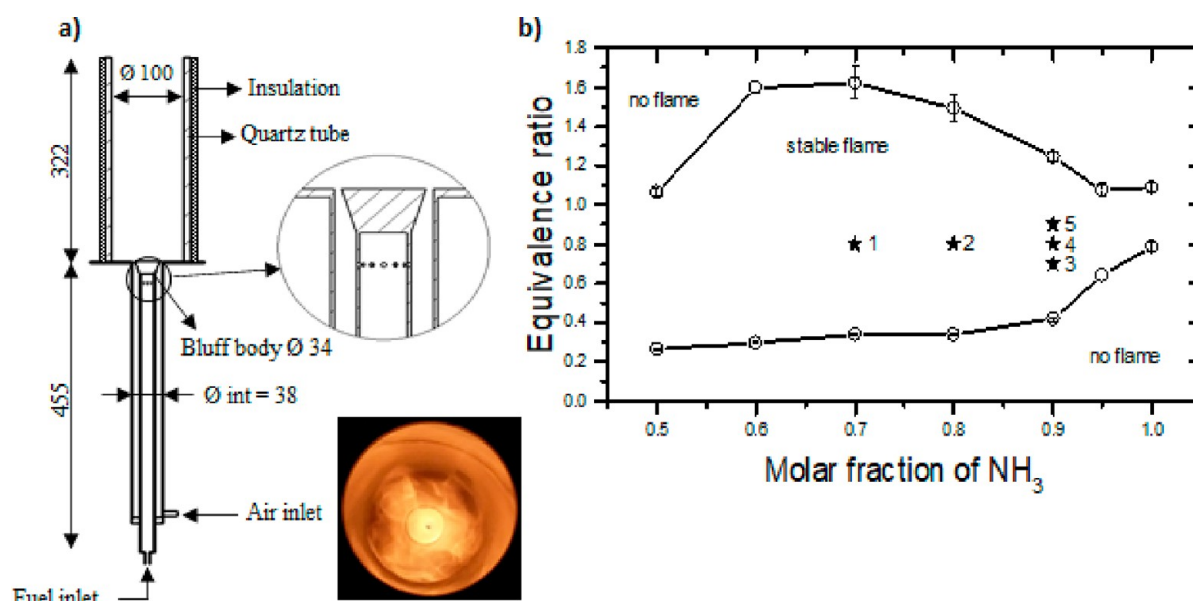 a)
Ø 100
Insulation
Quartz tube
322
455
Bluff body Ø 34
Ø int = 38
Air inlet
Fuel inlet
b)
Equivalence ratio
1.8
1.6
1.4
1.2
1.0
0.8
0.6
0.4
0.2
0.0
no flame
stable flame
1
2
5
4
3
no flame
0.5
0.6
0.7
0.8
0.9
1.0
Molar fraction of NH3